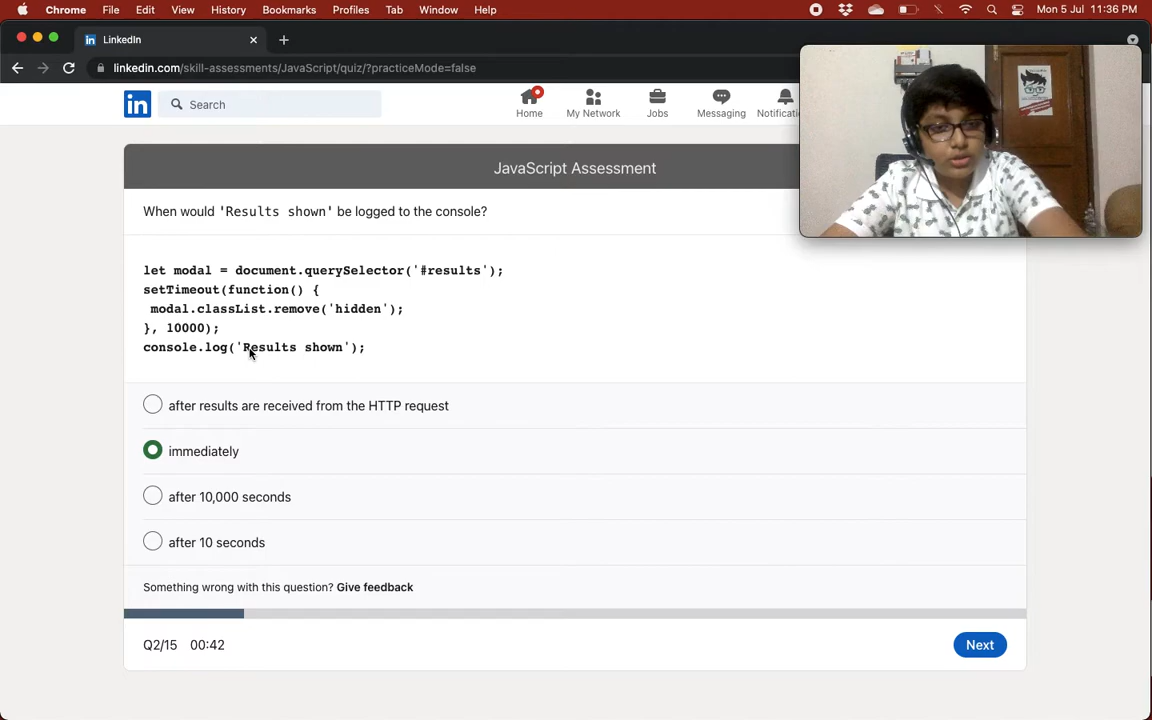 Chrome File Edit View History Bookmarks Profiles Tab Window Help Mon 5 Jul 11:36 PM
in LinkedIn
linkedin.com/skill-assessments/JavaScript/quiz/?practiceMode=false
in Search Home My Network Jobs Messaging
JavaScript Assessment
When would 'Results shown' be logged to the console?
let modal = document.querySelector('#results');
setTimeout(function() {
modal.classList.remove('hidden');
}, 10000);
console.log('Results shown');
after results are received from the HTTP request
immediately
after 10,000 seconds
after 10 seconds
Something wrong with this question? Give feedback
Q2/15 00:42 Next